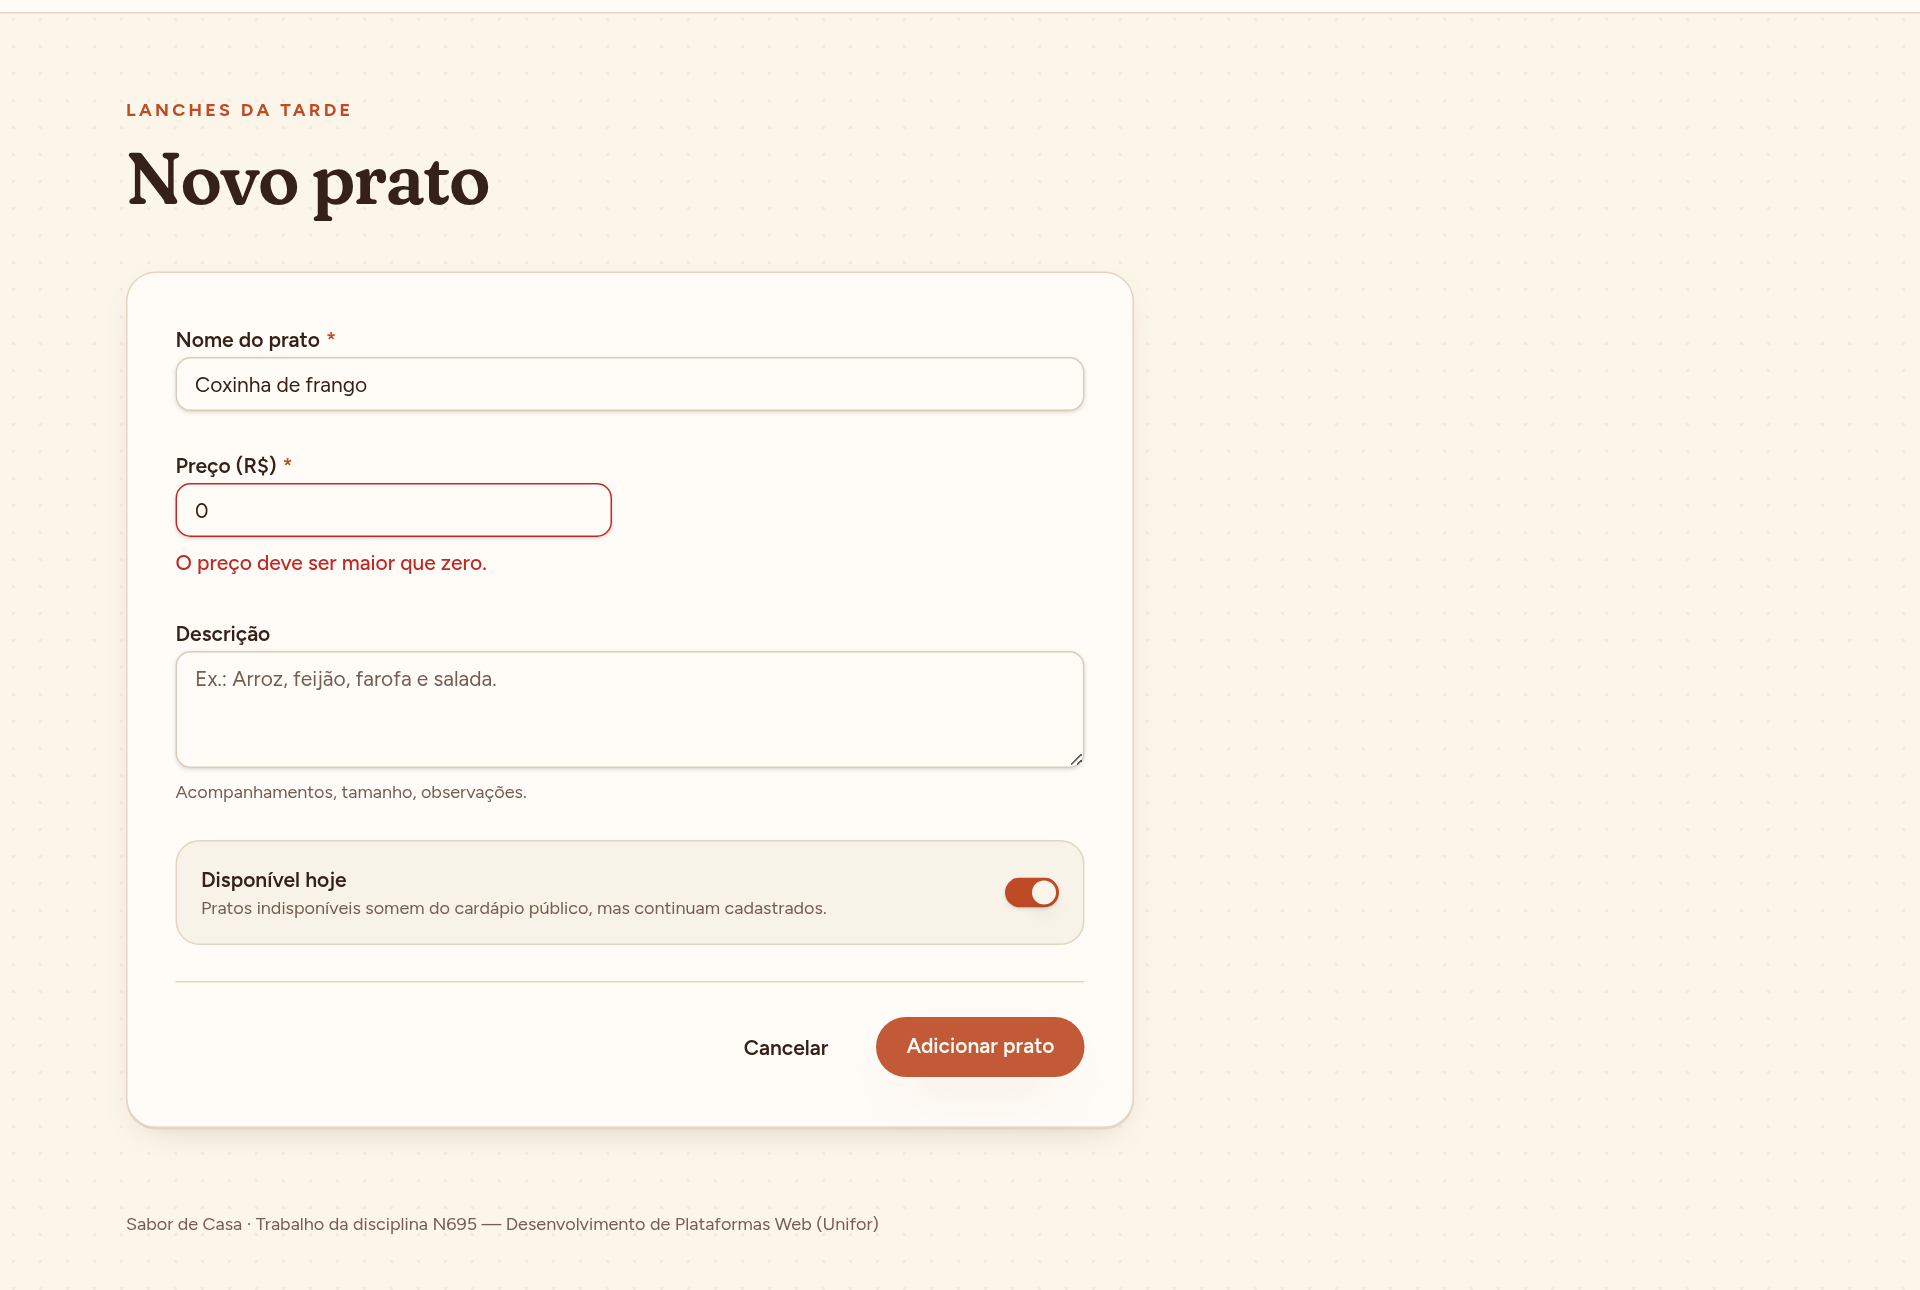 LANCHES DA TARDE
Novo prato
Nome do prato *
Coxinha de frango
Preço (R$) *
0
O preço deve ser maior que zero.
Descrição
Ex.: Arroz, feijão, farofa e salada.
Acompanhamentos, tamanho, observações.
Disponível hoje
Pratos indisponíveis somem do cardápio público, mas continuam cadastrados.
Cancelar
Adicionar prato
Sabor de Casa · Trabalho da disciplina N695 — Desenvolvimento de Plataformas Web (Unifor)